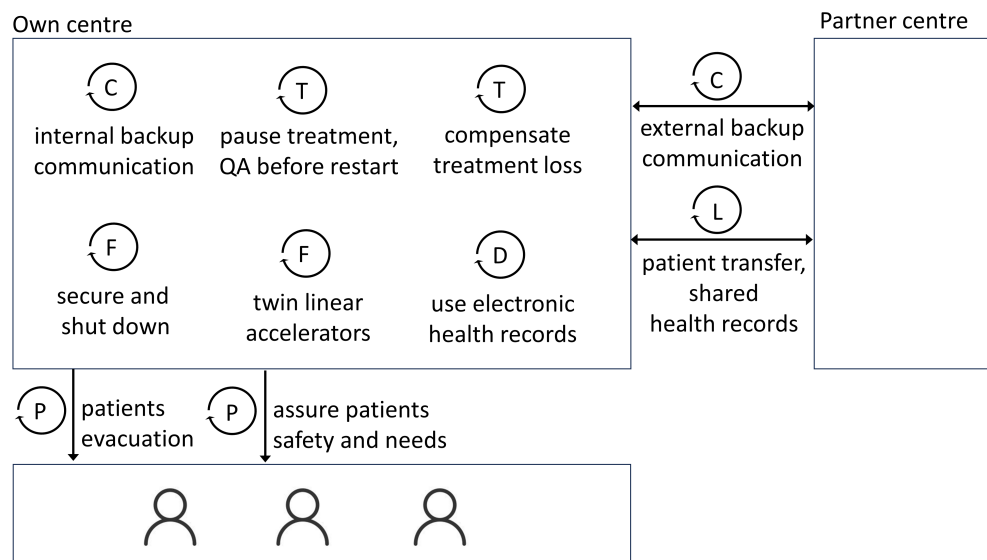 Own centre
Partner centre
C
internal backup
communication
T
pause treatment,
QA before restart
T
compensate
treatment loss
C
external backup
communication
F
secure and
shut down
F
twin linear
accelerators
D
use electronic
health records
L
patient transfer,
shared
health records
P
patients
evacuation
P
assure patients
safety and needs